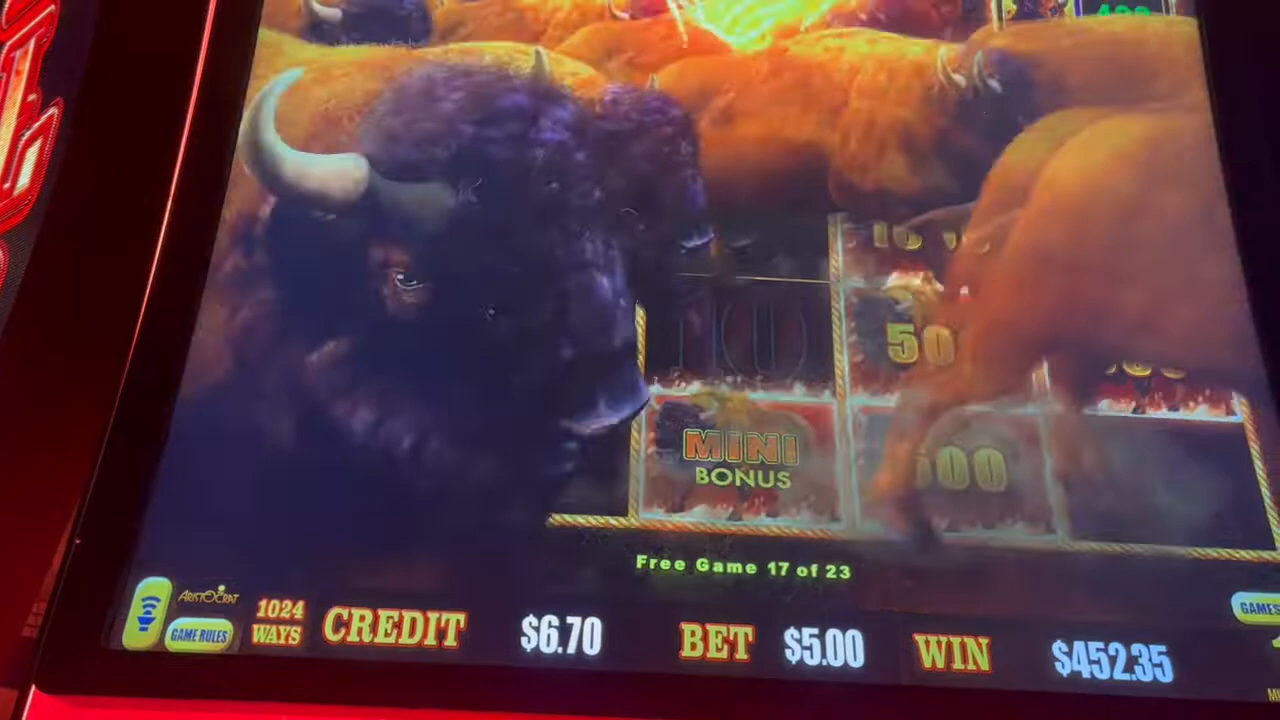 50
MINI
BONUS
Free Game 17 of 23
ARISTOCRAT
GAME RULES
1024
WAYS
CREDIT
$6.70
BET
$5.00
WIN
$452.35
GAMES